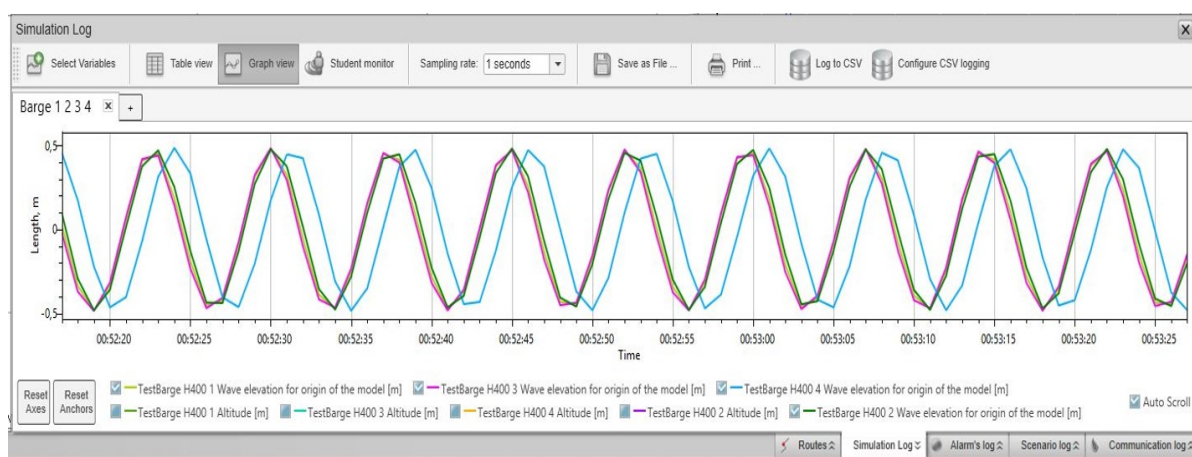 Simulation Log
Select Variables Table view Graph view Student monitor Sampling rate: 1 seconds Save as File ... Print ... Log to CSV Configure CSV logging
Barge 1 2 3 4 x +
0,5
0
-0,5
Length, m
00:52:20 00:52:25 00:52:30 00:52:35 00:52:40 00:52:45 00:52:50 00:52:55 00:53:00 00:53:05 00:53:10 00:53:15 00:53:20 00:53:25
Time
Reset Axes Reset Anchors
TestBarge H400 1 Wave elevation for origin of the model [m] TestBarge H400 3 Wave elevation for origin of the model [m] TestBarge H400 4 Wave elevation for origin of the model [m]
TestBarge H400 1 Altitude [m] TestBarge H400 3 Altitude [m] TestBarge H400 4 Altitude [m] TestBarge H400 2 Altitude [m] TestBarge H400 2 Wave elevation for origin of the model [m]
Auto Scroll
Routes Simulation Log Alarm's log Scenario log Communication log